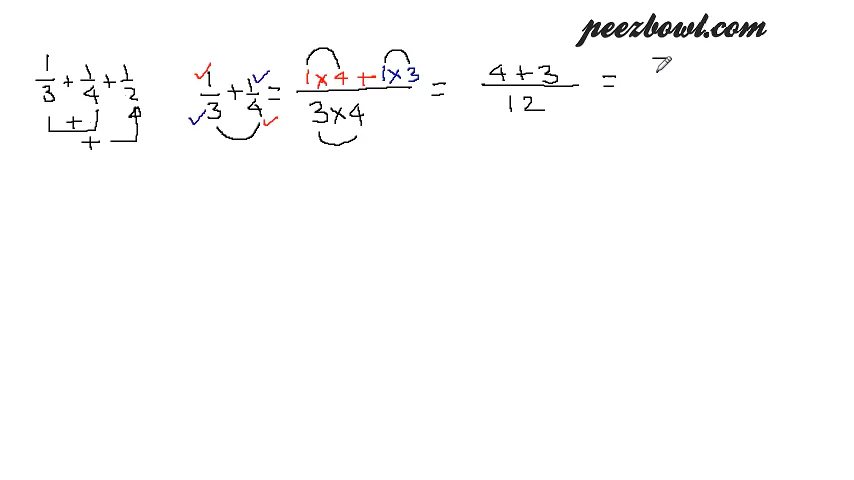 peezbowl.com
1/3 + 1/4 + 1/2
+
+
1/3 + 1/4 = (1 x 4 + 1 x 3)/(3 x 4) = (4 + 3)/12 = 7